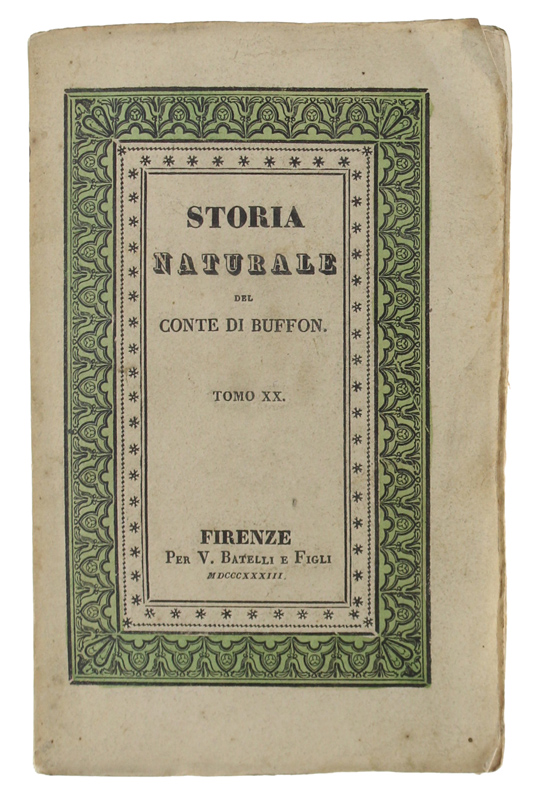 STORIA
NATURALE
DEL
CONTE DI BUFFON.
TOMO XX.
FIRENZE
PER V. BATELLI E FIGLI
MDCCCXXXIII.